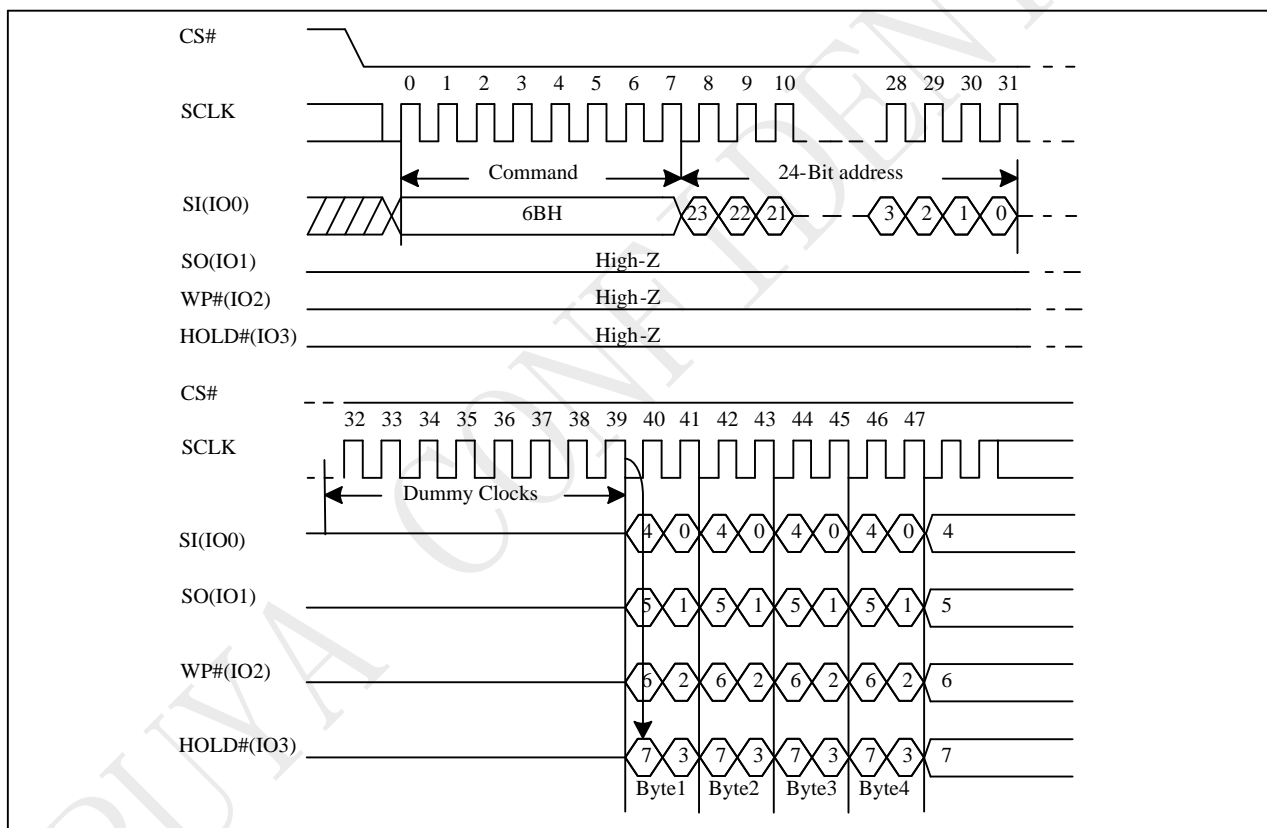 CS#
0 1 2 3 4 5 6 7 8 9 10 28 29 30 31
SCLK
Command 24-Bit address
SI(IO0) 6BH 23 22 21 3 2 1 0
SO(IO1) High-Z
WP#(IO2) High-Z
HOLD#(IO3) High-Z
CS#
32 33 34 35 36 37 38 39 40 41 42 43 44 45 46 47
SCLK
Dummy Clocks
SI(IO0) 4 0 4 0 4 0 4 0 4
SO(IO1) 5 1 5 1 5 1 5 1 5
WP#(IO2) 6 2 6 2 6 2 6 2 6
HOLD#(IO3) 7 3 7 3 7 3 7 3 7
Byte1 Byte2 Byte3 Byte4
PUYA CONFIDENT